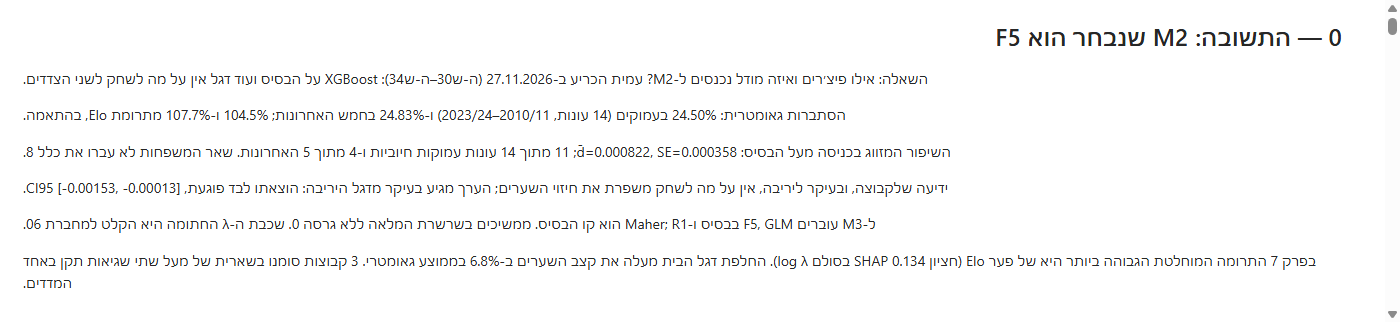 0 — התשובה: M2 שנבחר הוא F5
השאלה: אילו פיצ׳רים ואיזה מודל נכנסים ל-M2? עמית הכריע ב-27.11.2026 (ה-ש30–ה-ש34): XGBoost על הבסיס ועוד דגל אין על מה לשחק לשני הצדדים.
הסתברות גאומטרית: 24.50% בעמוקים (14 עונות, 2010/11–2023/24) ו-24.83% בחמש האחרונות; 104.5% ו-107.7% מתרומת Elo, בהתאמה.
השיפור המזווג בכניסה מעל הבסיס: d̄=0.000822, SE=0.000358; 11 מתוך 14 עונות עמוקות חיוביות ו-4 מתוך 5 האחרונות. שאר המשפחות לא עברו את כלל 8.
ידיעה שלקבוצה, ובעיקר ליריבה, אין על מה לשחק משפרת את חיזוי השערים; הערך מגיע בעיקר מדגל היריבה: הוצאתו לבד פוגעת, CI95 [-0.00153, -0.00013].
ל-M3 עוברים F5, GLM בבסיס ו-Maher; R1 הוא קו הבסיס. ממשיכים בשרשרת המלאה ללא גרסה 0. שכבת ה-λ החתומה היא הקלט למחברת 06.
בפרק 7 התרומה המוחלטת הגבוהה ביותר היא של פער Elo (חציון SHAP 0.134 בסולם log λ). החלפת דגל הבית מעלה את קצב השערים ב-6.8% בממוצע גאומטרי. 3 קבוצות סומנו בשארית של מעל שתי שגיאות תקן באחד
המדדים.